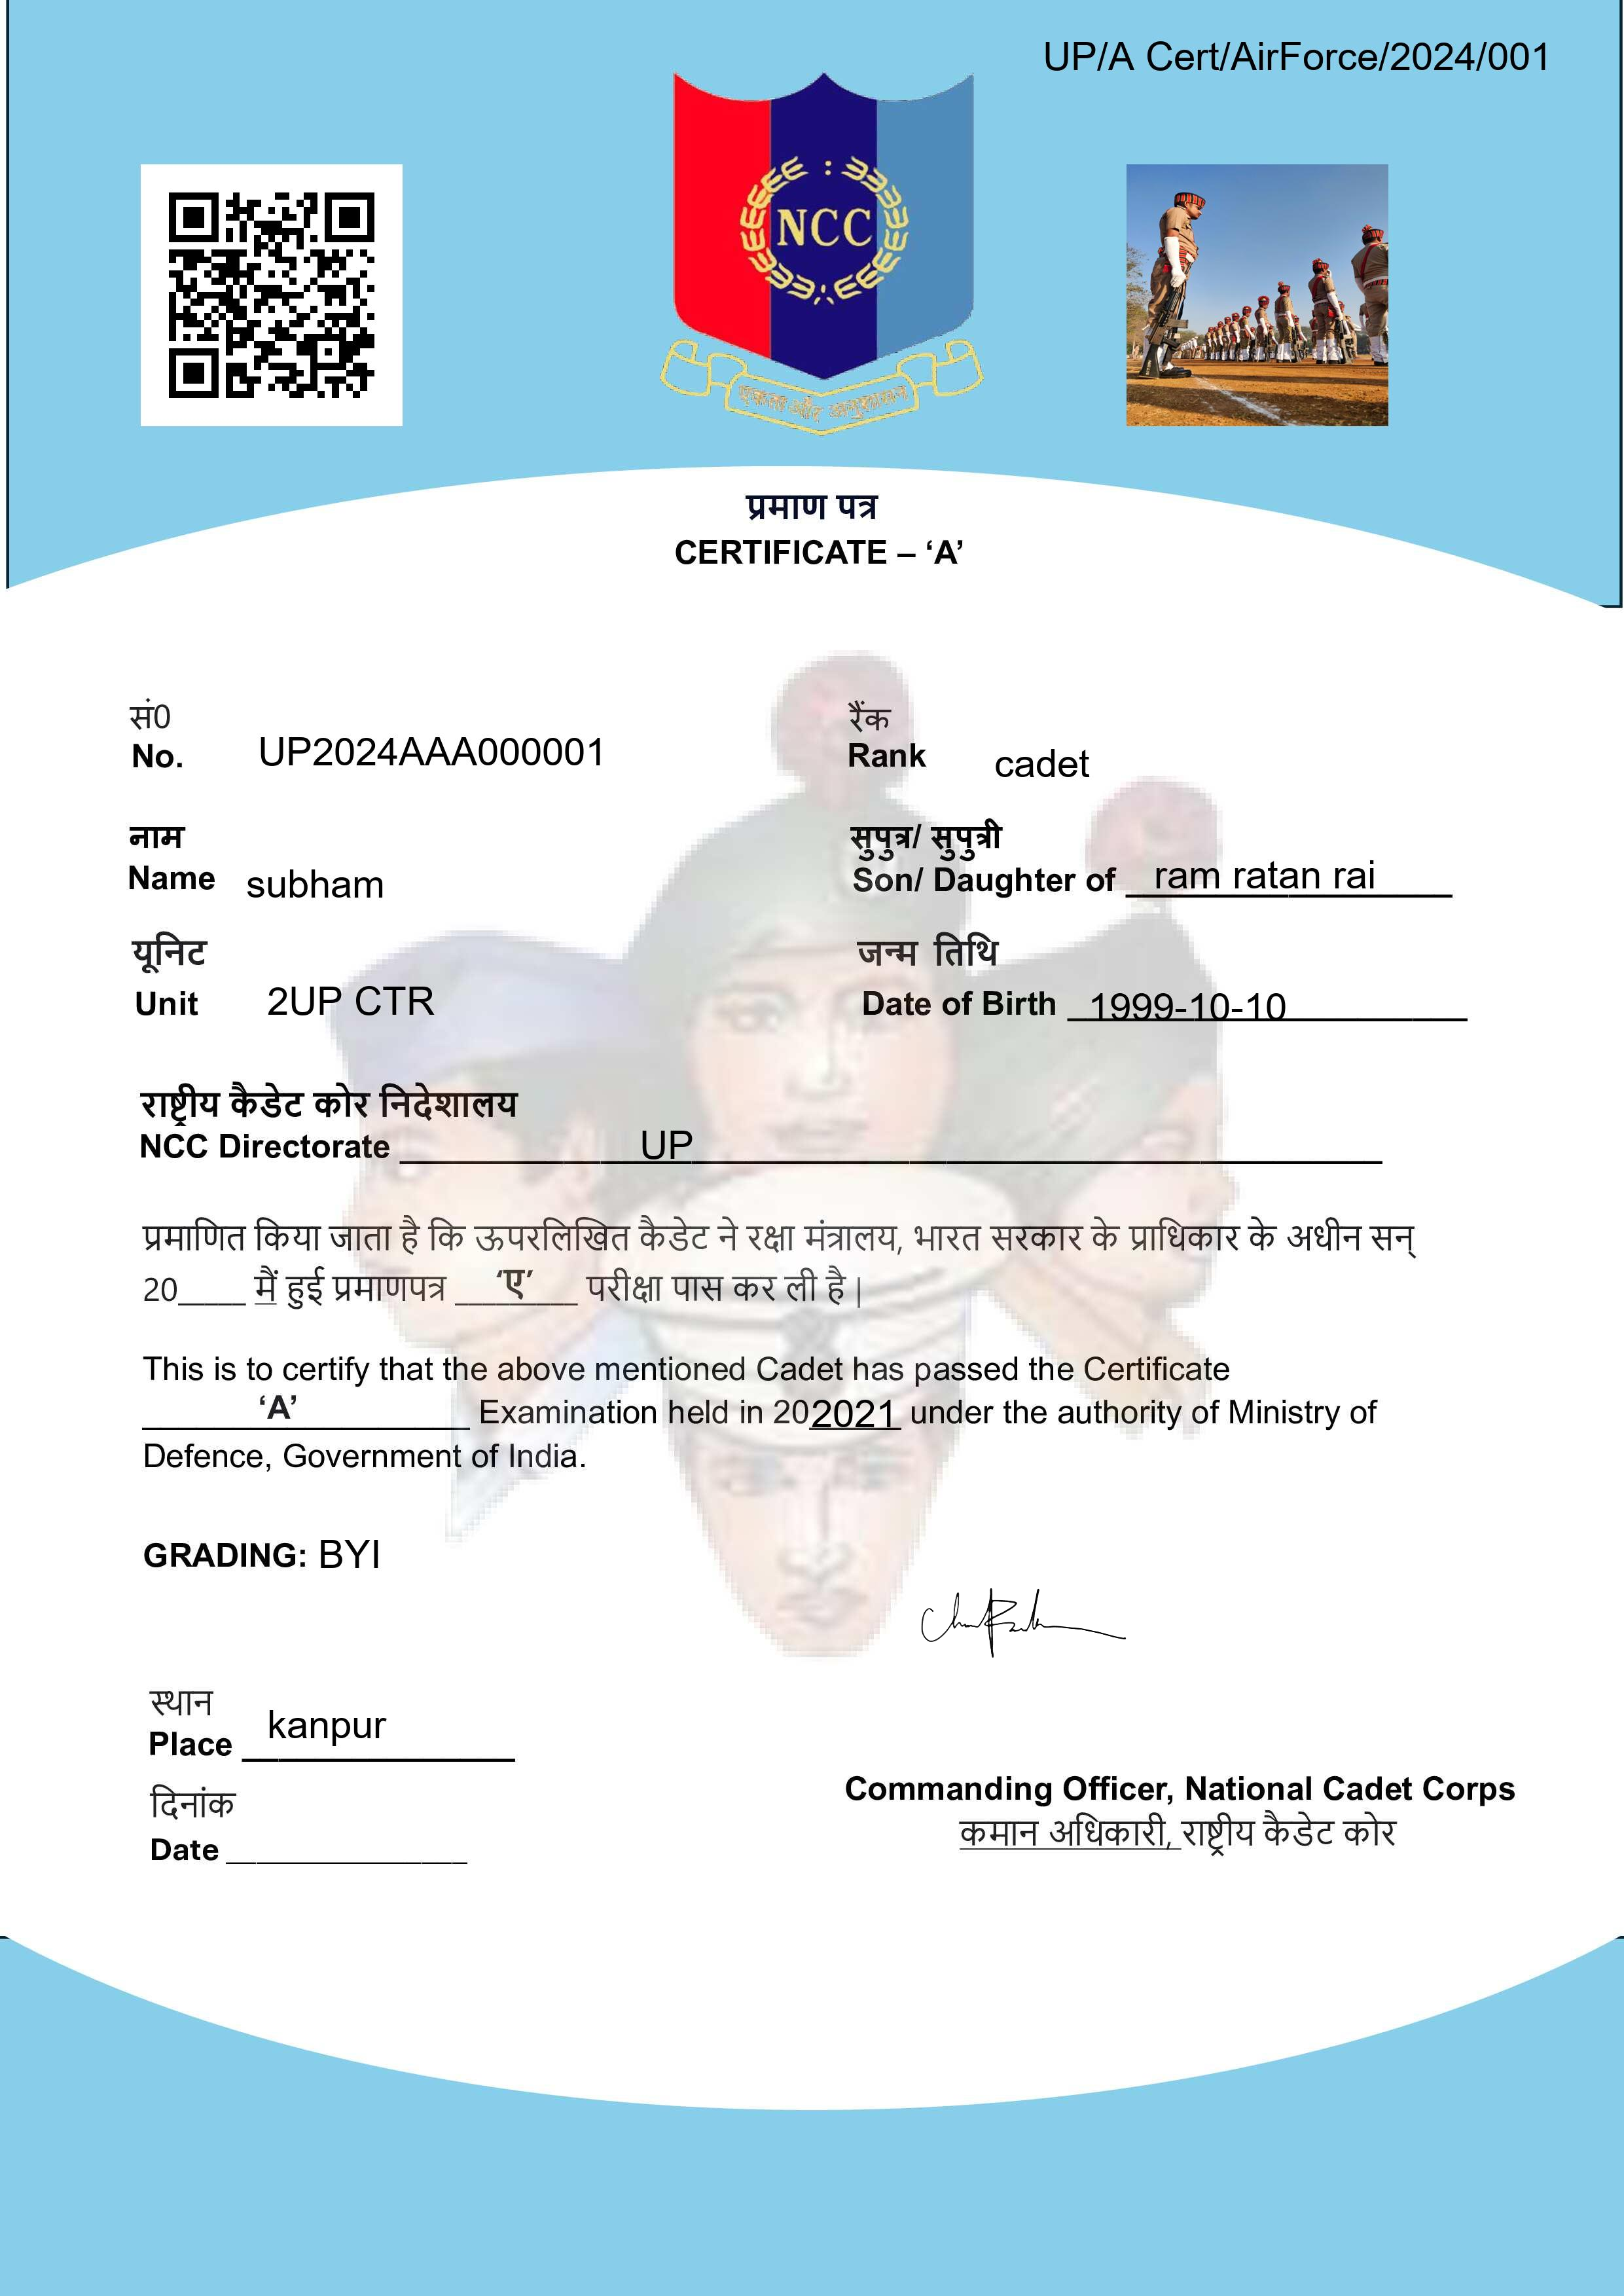 UP/A Cert/AirForce/2024/001
NCC
एकता और अनुशासन
प्रमाण पत्र
CERTIFICATE – ‘A’
सं0
No. UP2024AAA000001
रैंक
Rank cadet
नाम
Name subham
सुपुत्र/ सुपुत्री
Son/ Daughter of ram ratan rai
यूनिट
Unit 2UP CTR
जन्म तिथि
Date of Birth 1999-10-10
राष्ट्रीय कैडेट कोर निदेशालय
NCC Directorate UP
प्रमाणित किया जाता है कि ऊपरलिखित कैडेट ने रक्षा मंत्रालय, भारत सरकार के प्राधिकार के अधीन सन्
20____ मैं हुई प्रमाणपत्र ‘ए’ परीक्षा पास कर ली है |
This is to certify that the above mentioned Cadet has passed the Certificate
‘A’ Examination held in 202021 under the authority of Ministry of
Defence, Government of India.
GRADING: BYI
स्थान
Place kanpur
दिनांक
Date
Commanding Officer, National Cadet Corps
कमान अधिकारी, राष्ट्रीय कैडेट कोर